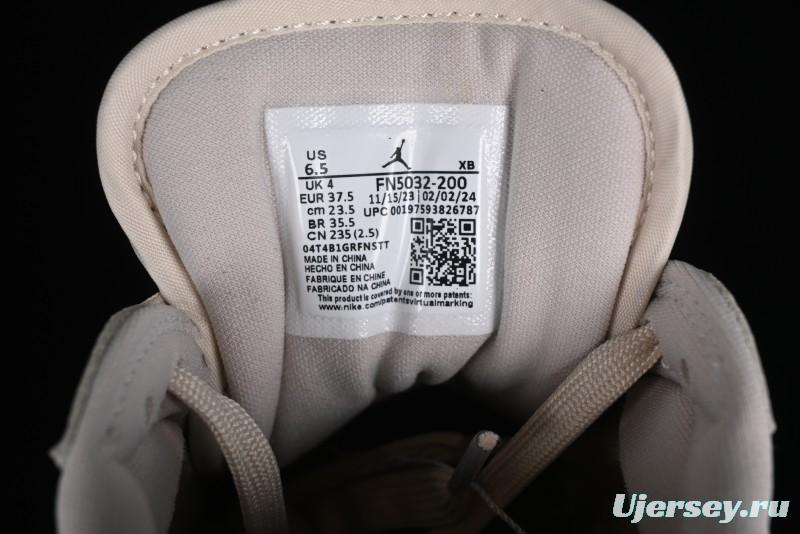 US
6.5 XB
UK 4 FN5032-200
EUR 37.5 11/15/23 02/02/24
cm 23.5 UPC 00197593826787
BR 35.5
CN 235 (2.5)
04T4B1GRFNSTT
MADE IN CHINA
HECHO EN CHINA
FABRIQUE EN CHINE
FABRICADO NA CHINA
This product is covered by one or more patents:
www.nike.com/patentsvirtualmarking
Ujersey.ru